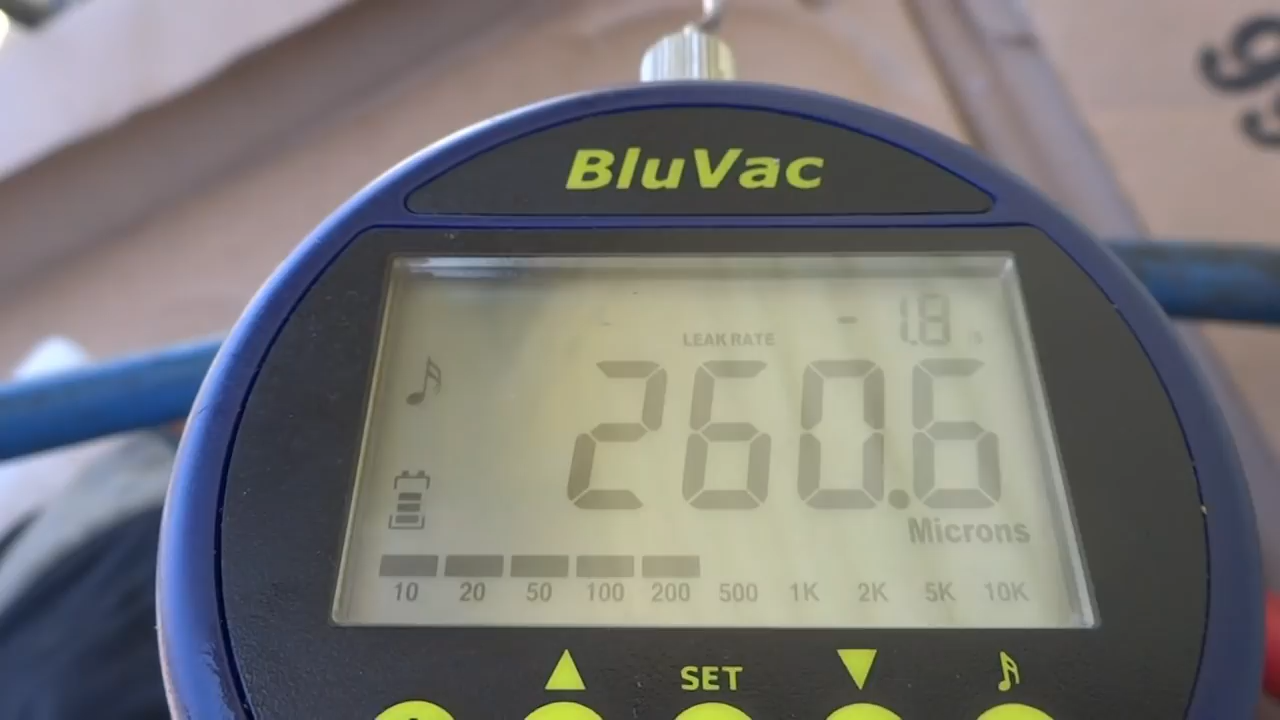 BluVac
- 1.8 /s
LEAK RATE
260.6
Microns
10 20 50 100 200 500 1K 2K 5K 10K
SET